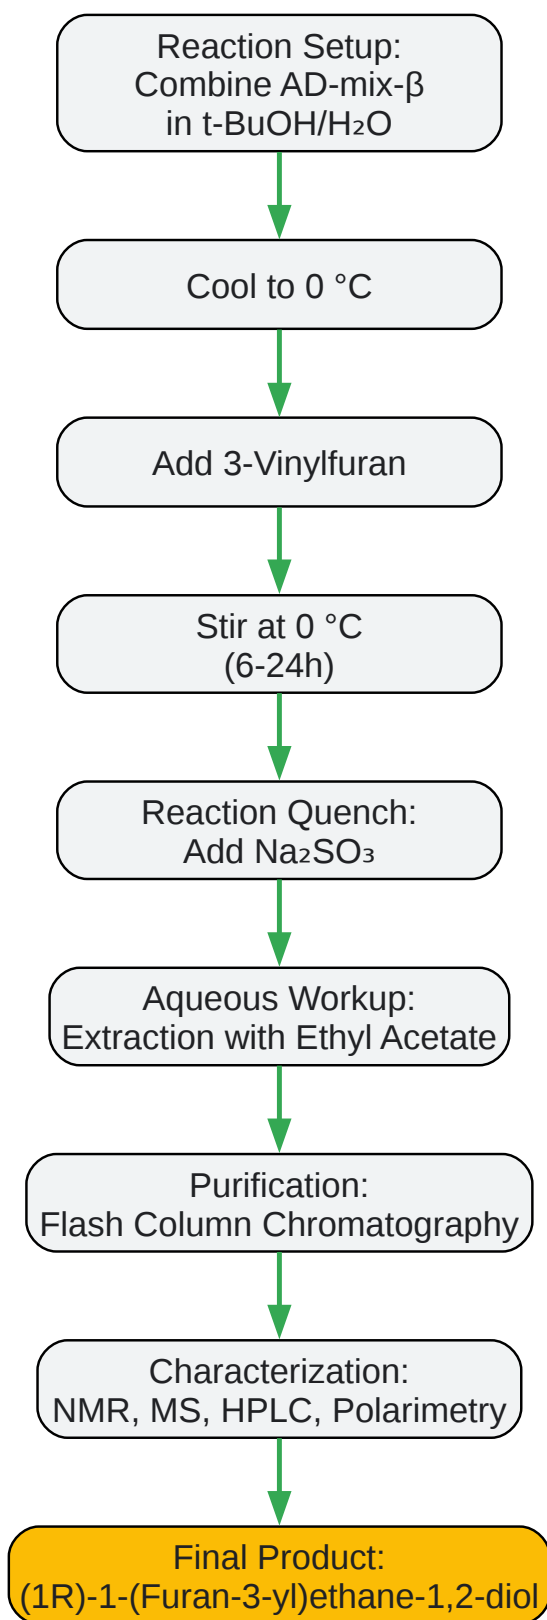 Reaction Setup:
Combine AD-mix-β
in t-BuOH/H₂O
Cool to 0 °C
Add 3-Vinylfuran
Stir at 0 °C
(6-24h)
Reaction Quench:
Add Na₂SO₃
Aqueous Workup:
Extraction with Ethyl Acetate
Purification:
Flash Column Chromatography
Characterization:
NMR, MS, HPLC, Polarimetry
Final Product:
(1R)-1-(Furan-3-yl)ethane-1,2-diol